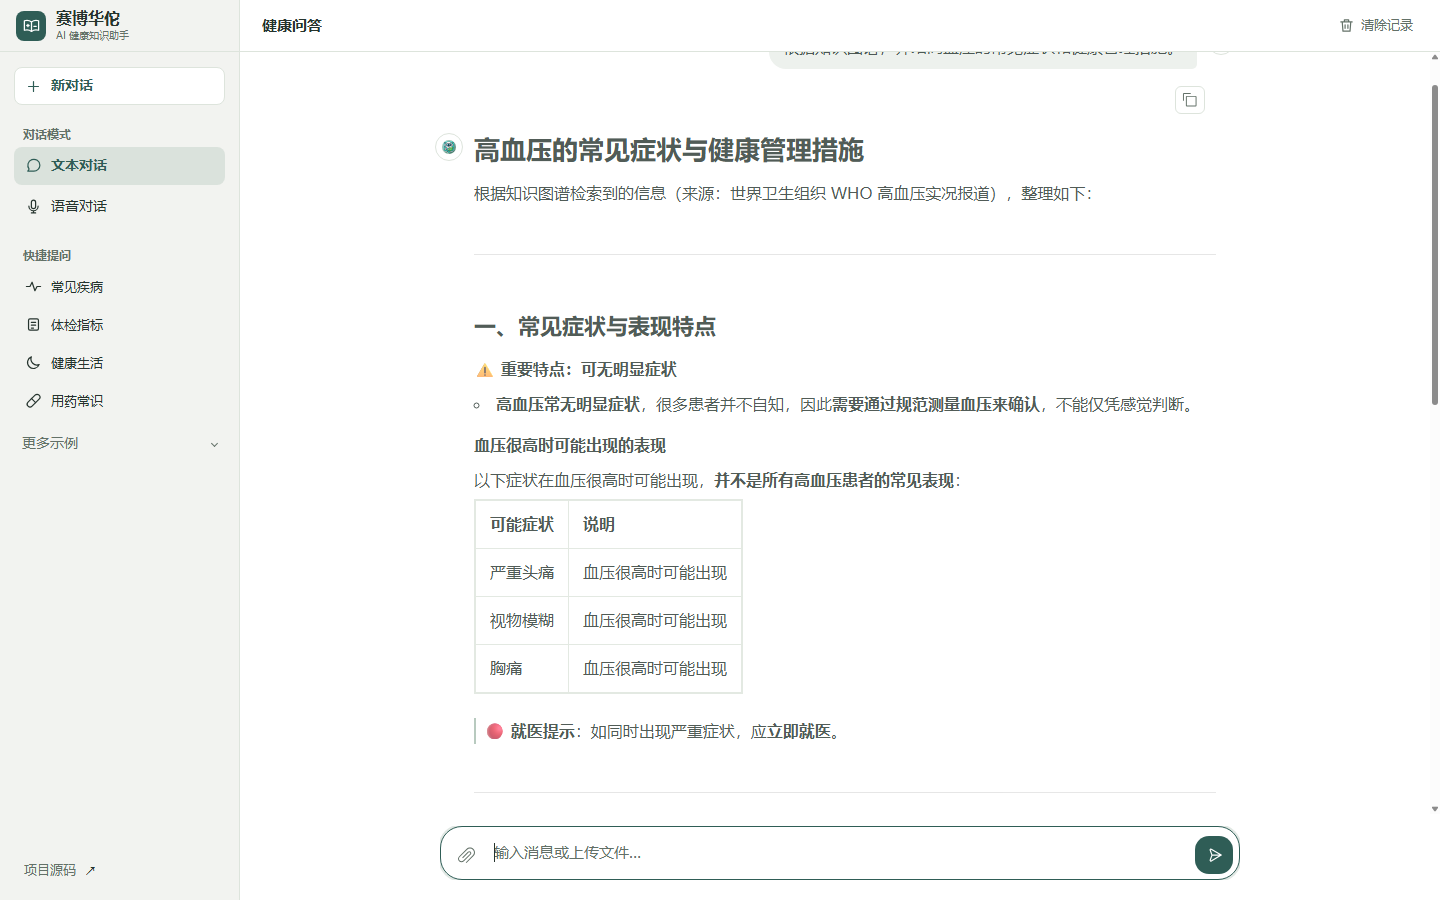 赛博华佗
AI 健康知识助手
新对话
对话模式
文本对话
语音对话
快捷提问
常见疾病
体检指标
健康生活
用药常识
更多示例
项目源码 ↗
健康问答
清除记录
高血压的常见症状与健康管理措施
根据知识图谱检索到的信息（来源：世界卫生组织 WHO 高血压实况报道），整理如下：
一、常见症状与表现特点
⚠️ 重要特点：可无明显症状
高血压常无明显症状，很多患者并不自知，因此需要通过规范测量血压来确认，不能仅凭感觉判断。
血压很高时可能出现的表现
以下症状在血压很高时可能出现，并不是所有高血压患者的常见表现：
可能症状 说明
严重头痛 血压很高时可能出现
视物模糊 血压很高时可能出现
胸痛 血压很高时可能出现
🔴 就医提示：如同时出现严重症状，应立即就医。
输入消息或上传文件...